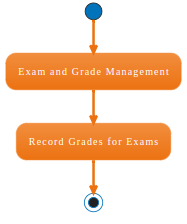 Exam and Grade Management
Record Grades for Exams